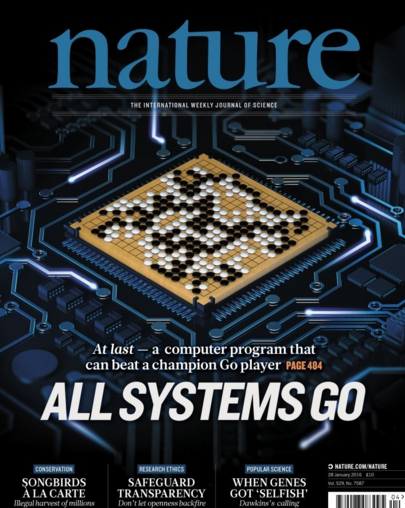 nature
THE INTERNATIONAL WEEKLY JOURNAL OF SCIENCE
At last — a computer program that
can beat a champion Go player PAGE 484
ALL SYSTEMS GO
CONSERVATION
SONGBIRDS
À LA CARTE
Illegal harvest of millions
RESEARCH ETHICS
SAFEGUARD
TRANSPARENCY
Don't let openness backfire
POPULAR SCIENCE
WHEN GENES
GOT 'SELFISH'
Dawkins's calling
NATURE.COM/NATURE
28 January 2016 £10
Vol. 529, No. 7587
04